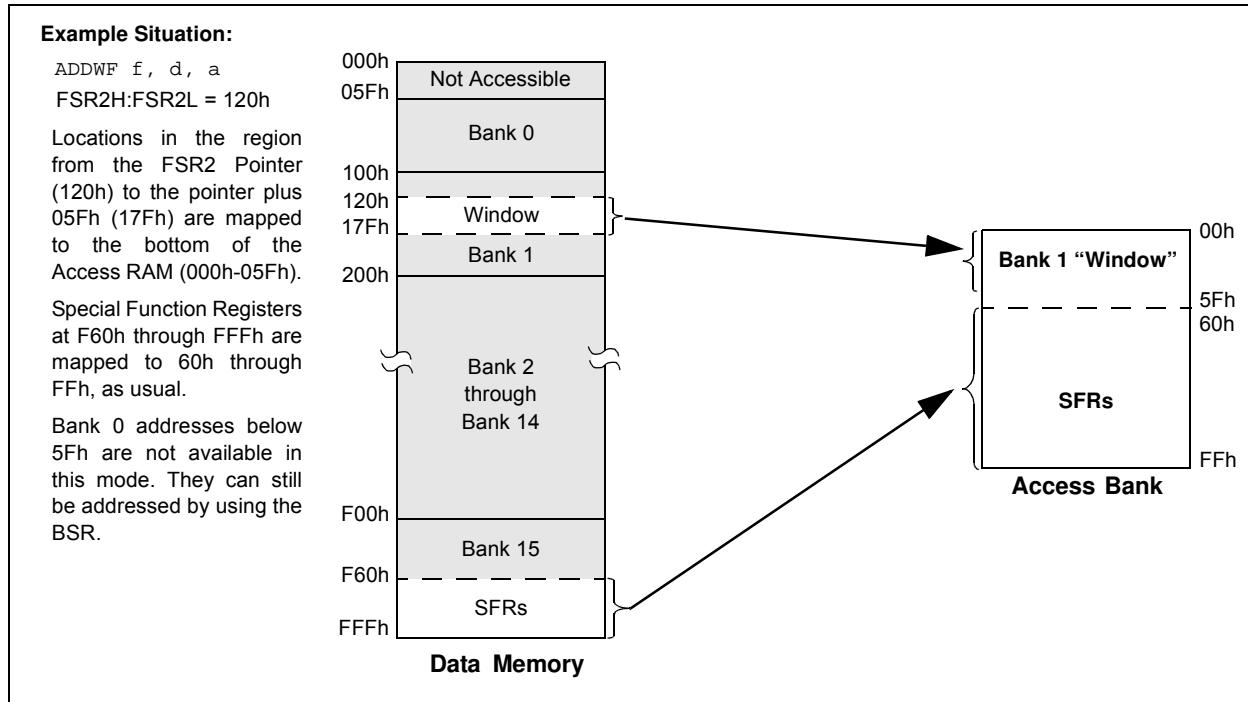 Example Situation:
ADDWF f, d, a
FSR2H:FSR2L = 120h
Locations in the region
from the FSR2 Pointer
(120h) to the pointer plus
05Fh (17Fh) are mapped
to the bottom of the
Access RAM (000h-05Fh).
Special Function Registers
at F60h through FFFh are
mapped to 60h through
FFh, as usual.
Bank 0 addresses below
5Fh are not available in
this mode. They can still
be addressed by using the
BSR.
000h
Not Accessible
05Fh
Bank 0
100h
120h
Window
17Fh
Bank 1
200h
Bank 2
through
Bank 14
F00h
Bank 15
F60h
SFRs
FFFh
Data Memory
00h
Bank 1 “Window”
5Fh
60h
SFRs
FFh
Access Bank